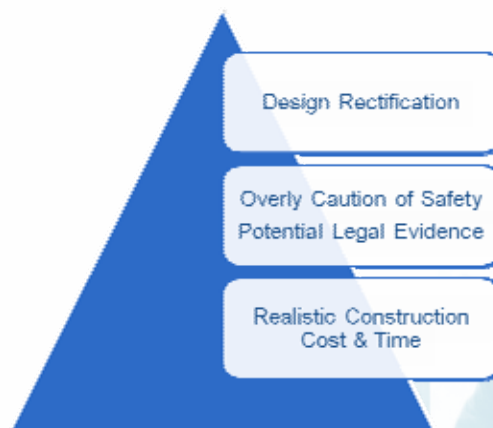 Design Rectification
Overly Caution of Safety
Potential Legal Evidence
Realistic Construction
Cost & Time